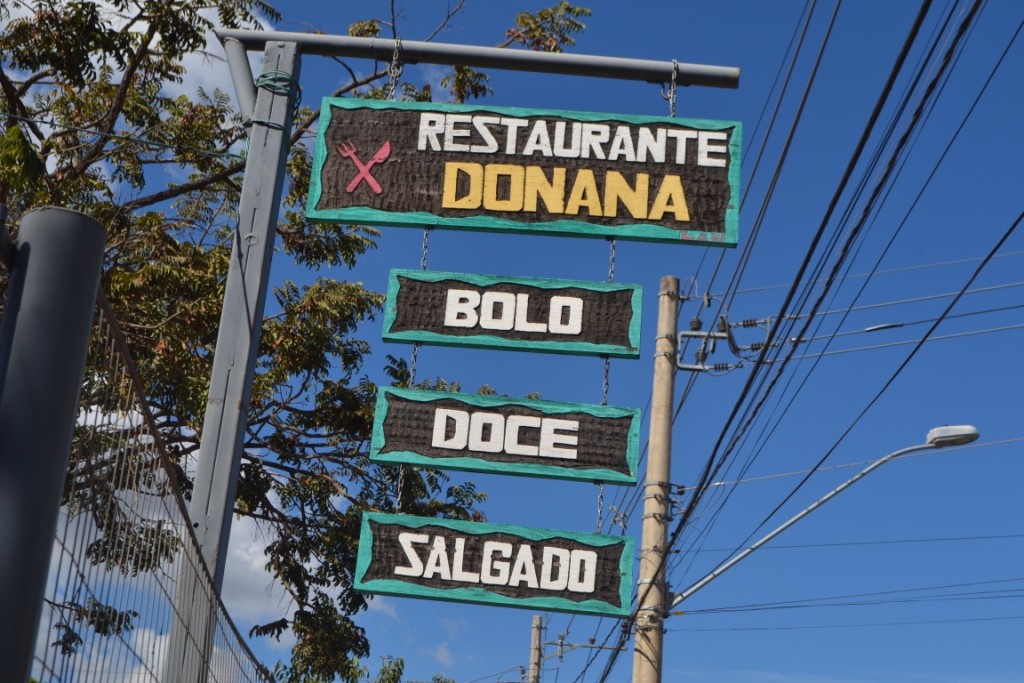 RESTAURANTE
DONANA
BOLO
DOCE
SALGADO